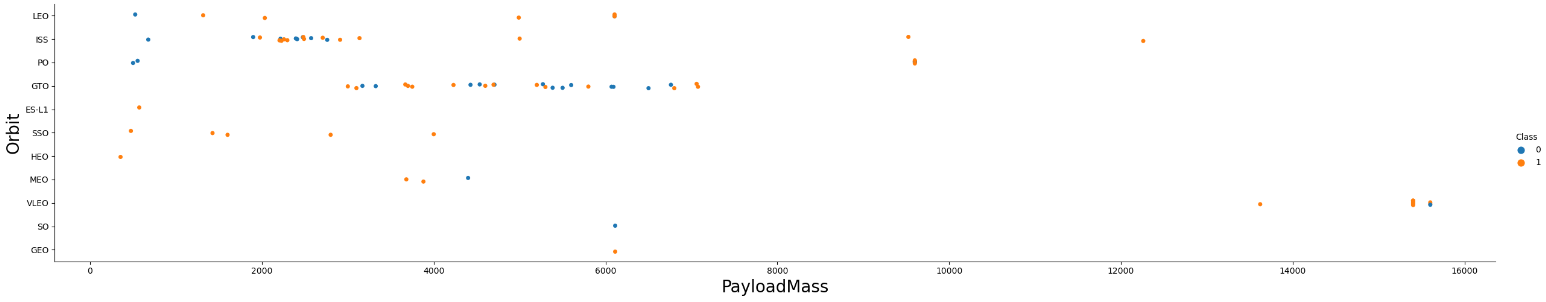 Orbit
LEO
ISS
PO
GTO
ES-L1
SSO
HEO
MEO
VLEO
SO
GEO
0
2000
4000
6000
8000
10000
12000
14000
16000
PayloadMass
Class
0
1